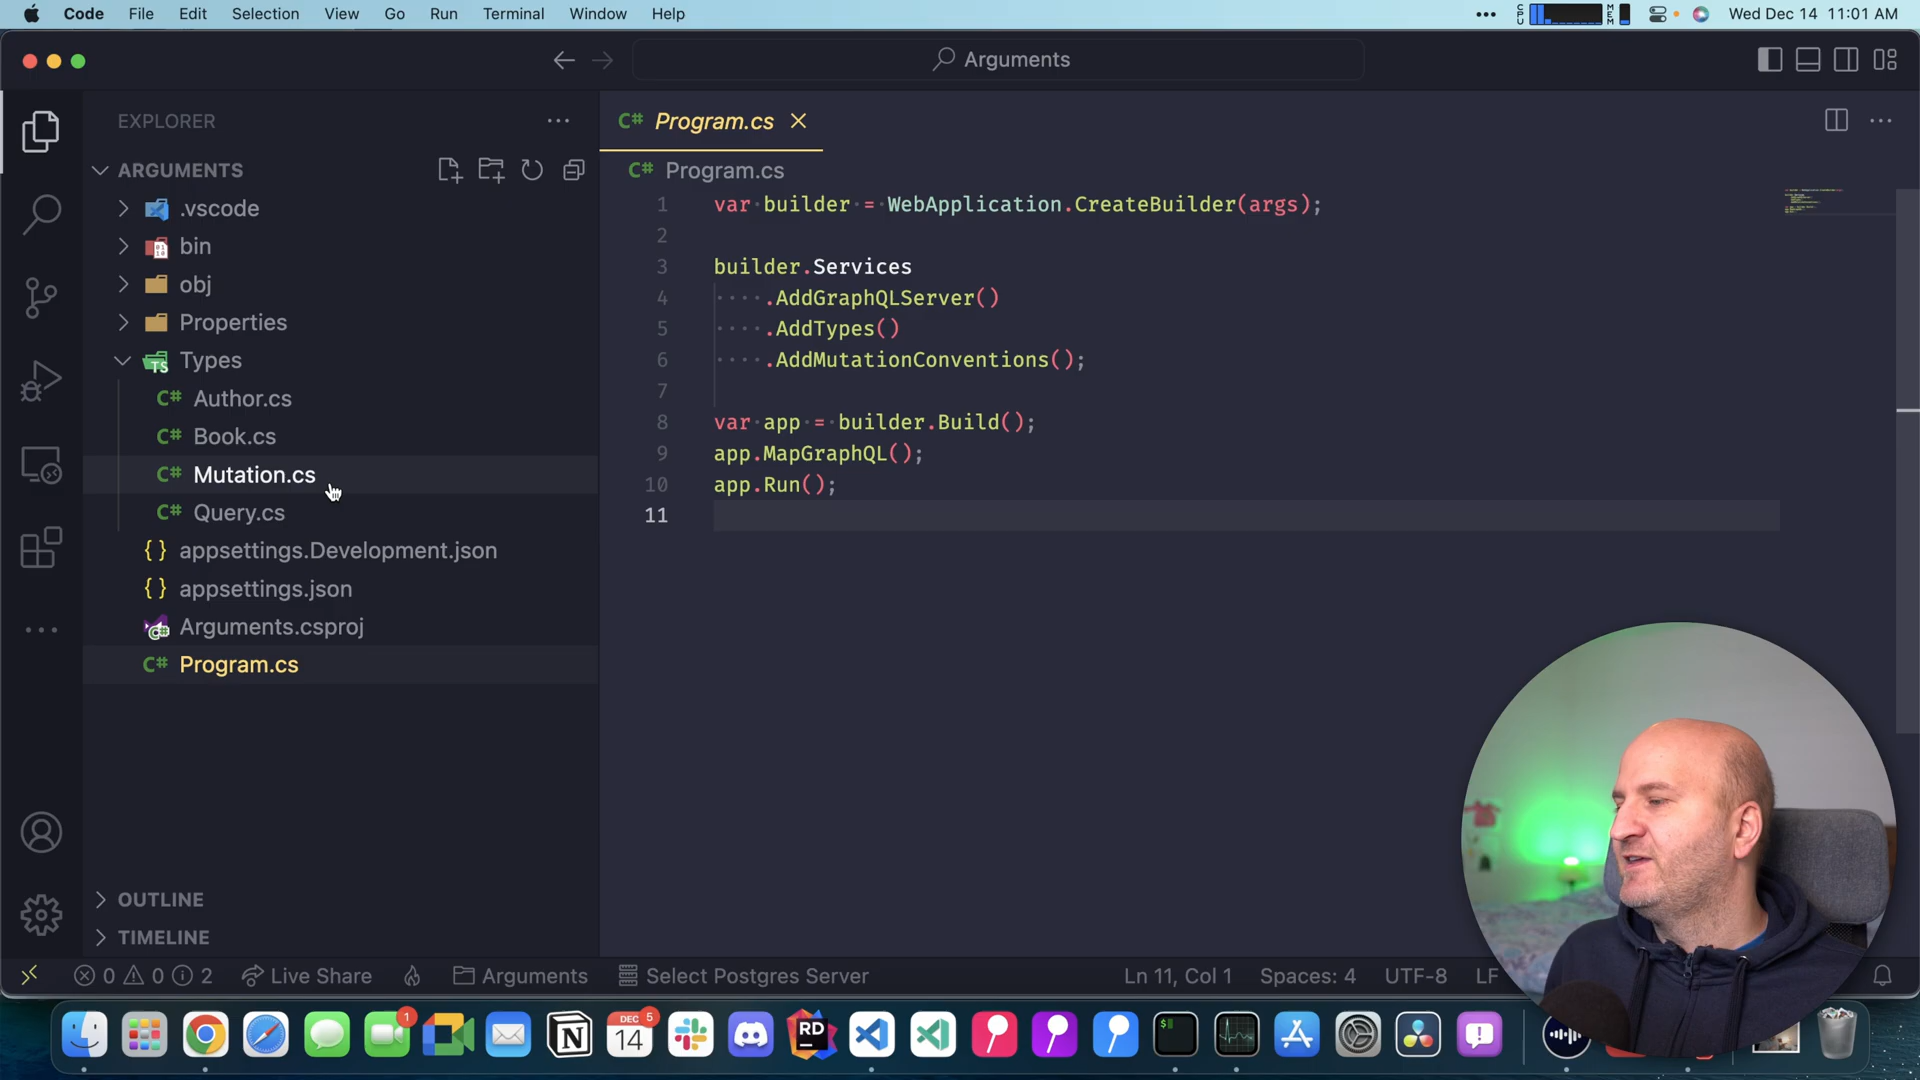 Code File Edit Selection View Go Run Terminal Window Help
CPU MEM Wed Dec 14 11:01 AM
Arguments
EXPLORER
ARGUMENTS
.vscode
bin
obj
Properties
Types
Author.cs
Book.cs
Mutation.cs
Query.cs
appsettings.Development.json
appsettings.json
Arguments.csproj
Program.cs
OUTLINE
TIMELINE
C# Program.cs
C# Program.cs
1 var builder = WebApplication.CreateBuilder(args);
2
3 builder.Services
4 .AddGraphQLServer()
5 .AddTypes()
6 .AddMutationConventions();
7
8 var app = builder.Build();
9 app.MapGraphQL();
10 app.Run();
11
0 0 2 Live Share Arguments Select Postgres Server Ln 11, Col 1 Spaces: 4 UTF-8 LF
1 DEC 14 5 RD